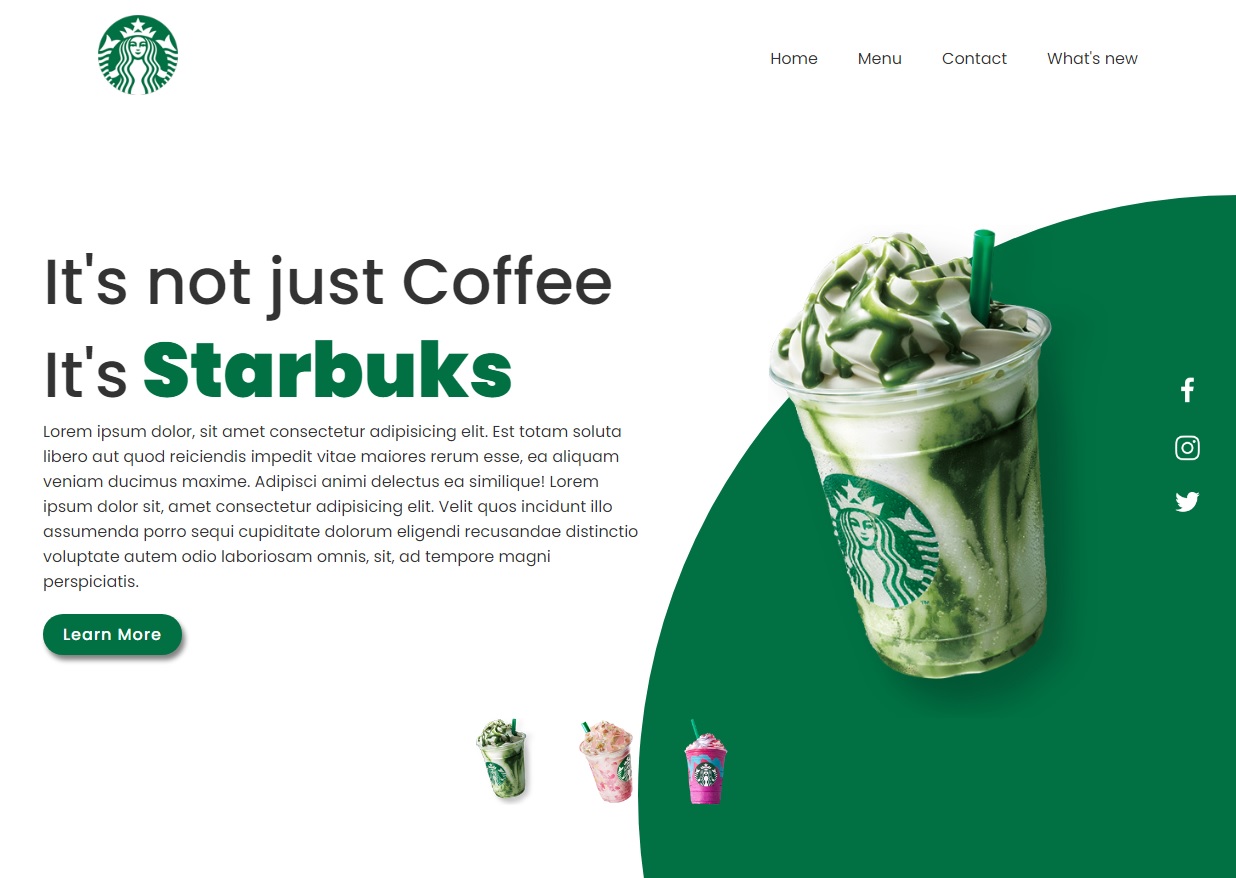 Home Menu Contact What's new
It's not just Coffee
It's Starbuks
Lorem ipsum dolor, sit amet consectetur adipisicing elit. Est totam soluta
libero aut quod reiciendis impedit vitae maiores rerum esse, ea aliquam
veniam ducimus maxime. Adipisci animi delectus ea similique! Lorem
ipsum dolor sit, amet consectetur adipisicing elit. Velit quos incidunt illo
assumenda porro sequi cupiditate dolorum eligendi recusandae distinctio
voluptate autem odio laboriosam omnis, sit, ad tempore magni
perspiciatis.
Learn More